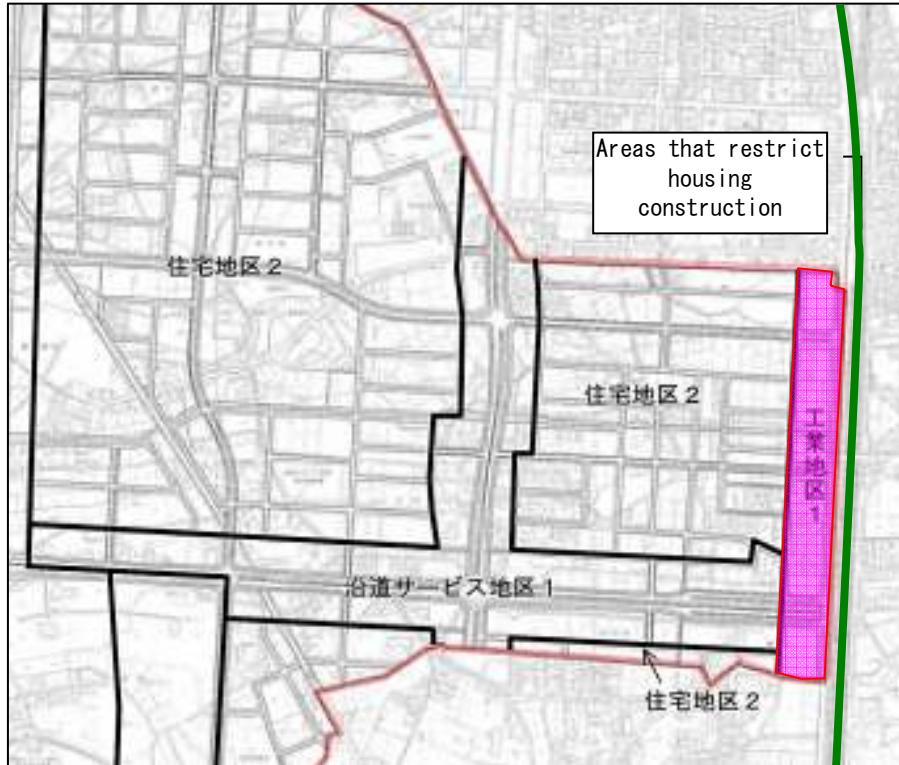 Areas that restrict
housing
construction
住宅地区2
住宅地区2
工業地区1
沿道サービス地区1
住宅地区2